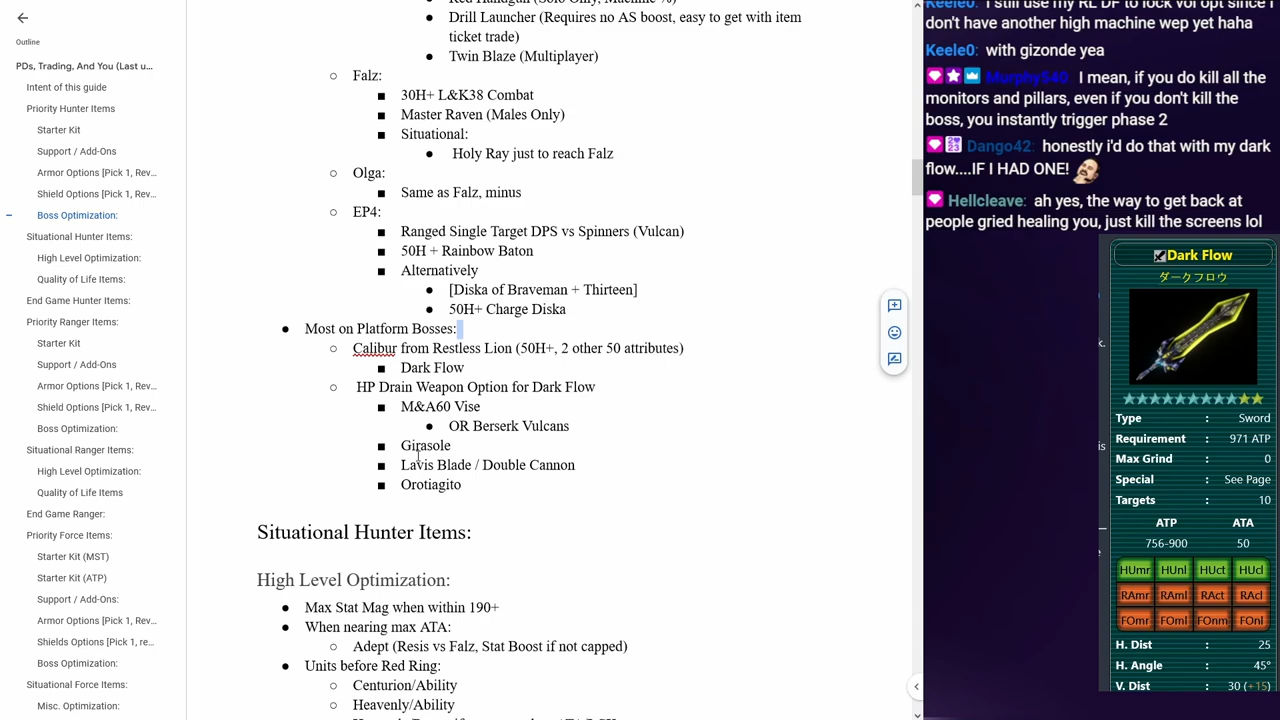 Outline
PDs, Trading, And You (Last u...
Intent of this guide
Priority Hunter Items
Starter Kit
Support / Add-Ons
Armor Options [Pick 1, Rev...
Shield Options [Pick 1, Rev...
Boss Optimization:
Situational Hunter Items:
High Level Optimization:
Quality of Life Items:
End Game Hunter Items:
Priority Ranger Items:
Starter Kit
Support / Add-Ons
Armor Options [Pick 1, Rev...
Shield Options [Pick 1, Rev...
Boss Optimization:
Situational Ranger Items:
High Level Optimization:
Quality of Life Items
End Game Ranger:
Priority Force Items:
Starter Kit (MST)
Starter Kit (ATP)
Support / Add-Ons:
Armor Options [Pick 1, Rev...
Shields Options [Pick 1, re...
Boss Optimization:
Situational Force Items:
Misc. Optimization:
Red Handgun (Solo Only, Machine %)
Drill Launcher (Requires no AS boost, easy to get with item
ticket trade)
Twin Blaze (Multiplayer)
Falz:
30H+ L&K38 Combat
Master Raven (Males Only)
Situational:
Holy Ray just to reach Falz
Olga:
Same as Falz, minus
EP4:
Ranged Single Target DPS vs Spinners (Vulcan)
50H + Rainbow Baton
Alternatively
[Diska of Braveman + Thirteen]
50H+ Charge Diska
Most on Platform Bosses:
Calibur from Restless Lion (50H+, 2 other 50 attributes)
Dark Flow
HP Drain Weapon Option for Dark Flow
M&A60 Vise
OR Berserk Vulcans
Girasole
Lavis Blade / Double Cannon
Orotiagito
Situational Hunter Items:
High Level Optimization:
Max Stat Mag when within 190+
When nearing max ATA:
Adept (Resis vs Falz, Stat Boost if not capped)
Units before Red Ring:
Centurion/Ability
Heavenly/Ability
Keele0: I still use my RL DF to lock vol opt since I
don't have another high machine wep yet haha
Keele0: with gizonde yea
Murphy540 I mean, if you do kill all the
monitors and pillars, even if you don't kill the
boss, you instantly trigger phase 2
Dango42: honestly i'd do that with my dark
flow....IF I HAD ONE!
Hellcleave: ah yes, the way to get back at
people gried healing you, just kill the screens lol
Dark Flow
ダークフロウ
Type : Sword
Requirement : 971 ATP
Max Grind : 0
Special : See Page
Targets : 10
ATP ATA
756-900 50
HUmr HUnl HUct HUcl
RAmr RAml RAct RAcl
FOmr FOml FOnm FOnl
H. Dist 25
H. Angle : 45°
V. Dist : 30 (+15)